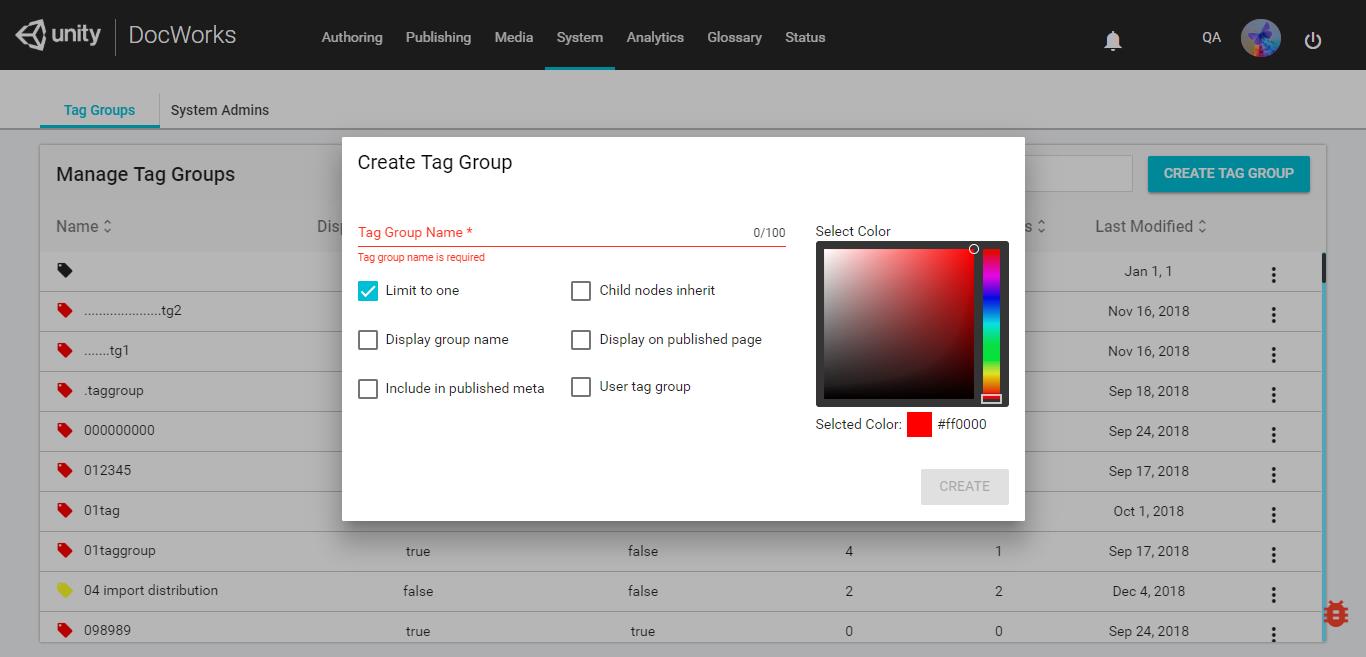 unity DocWorks Authoring Publishing Media System Analytics Glossary Status QA
Tag Groups System Admins
Manage Tag Groups CREATE TAG GROUP
Name Last Modified
Create Tag Group
Tag Group Name * 0/100
Tag group name is required
Limit to one Child nodes inherit
Display group name Display on published page
Include in published meta User tag group
Select Color
Selcted Color: #ff0000
CREATE
Jan 1, 1
.....................tg2 Nov 16, 2018
.......tg1 Nov 16, 2018
.taggroup Sep 18, 2018
000000000 Sep 24, 2018
012345 Sep 17, 2018
01tag Oct 1, 2018
01taggroup true false 4 1 Sep 17, 2018
04 import distribution false false 2 2 Dec 4, 2018
098989 true true 0 0 Sep 24, 2018